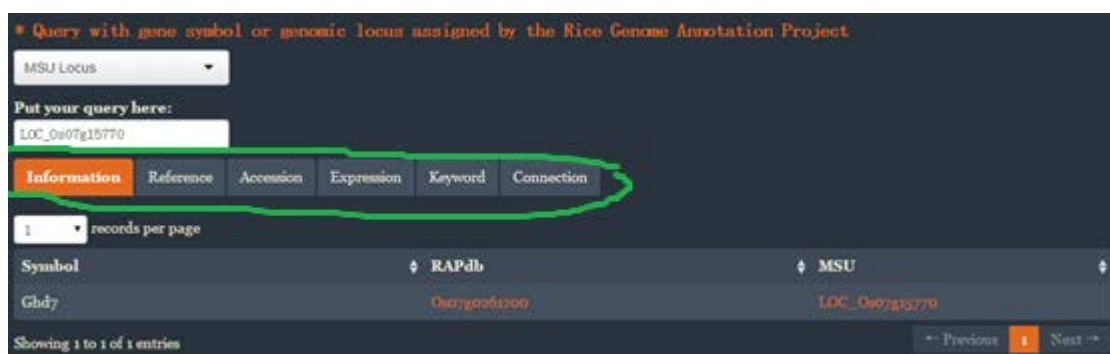 * Query with gene symbol or genomic locus assigned by the Rice Genome Annotation Project
MSU Locus
Put your query here:
LOC_Os07g15770
Information Reference Accession Expression Keyword Connection
1 records per page
Symbol RAPdb MSU
Ghd7 Os07g0261200 LOC_Os07g15770
Showing 1 to 1 of 1 entries
← Previous 1 Next →